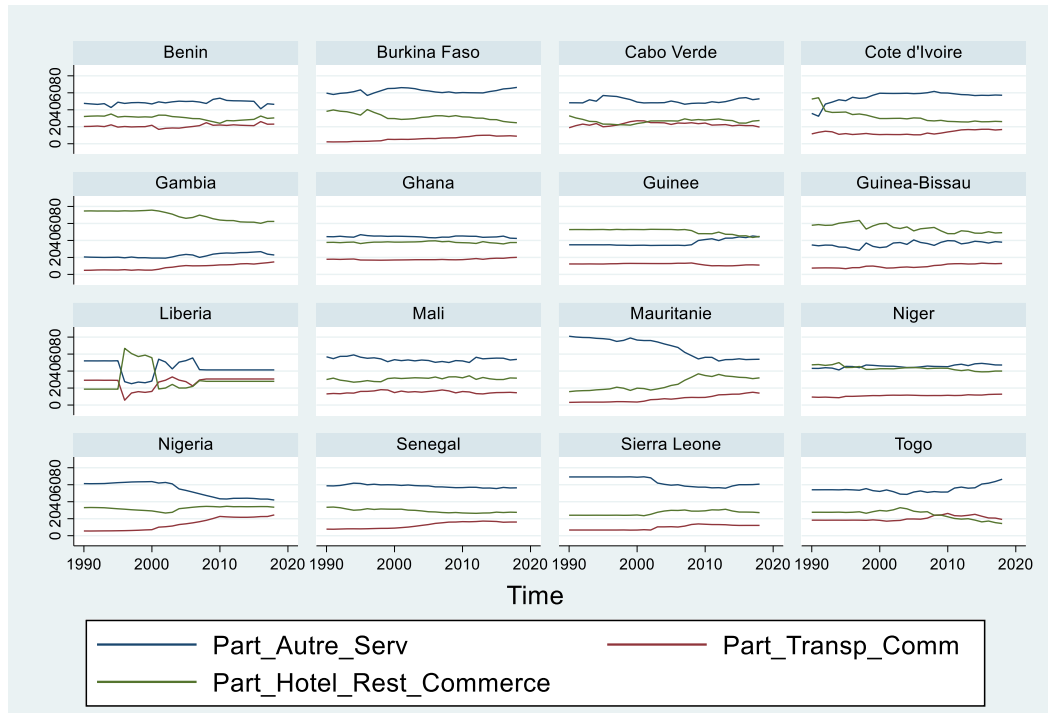 Benin Burkina Faso Cabo Verde Cote d'Ivoire
0 20406080
Gambia Ghana Guinee Guinea-Bissau
0 20406080
Liberia Mali Mauritanie Niger
0 20406080
Nigeria Senegal Sierra Leone Togo
0 20406080
1990 2000 2010 2020 1990 2000 2010 2020 1990 2000 2010 2020 1990 2000 2010 2020
Time
Part_Autre_Serv Part_Transp_Comm
Part_Hotel_Rest_Commerce